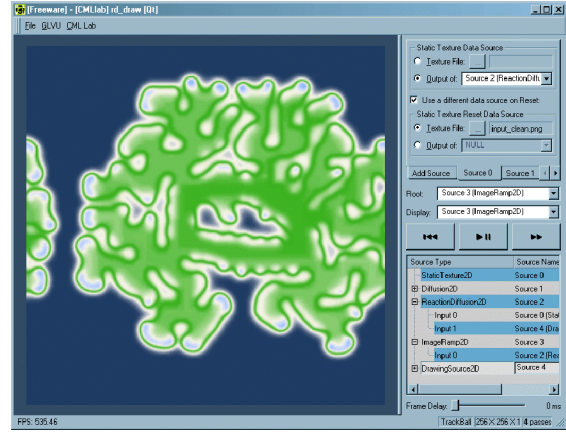 [Freeware] - [CMLlab] rd_draw [Qt]
File GLVU CML Lab
Static Texture Data Source
Texture File: ...
Output of: Source 2 (ReactionDiffu
Use a different data source on Reset:
Static Texture Reset Data Source
Texture File: ... input_clean.png
Output of: NULL
Add Source Source 0 Source 1
Root: Source 3 (ImageRamp2D)
Display: Source 3 (ImageRamp2D)
Source Type Source Name
StaticTexture2D Source 0
Diffusion2D Source 1
ReactionDiffusion2D Source 2
Input 0 Source 0 (Stat
Input 1 Source 4 (Dra
ImageRamp2D Source 3
Input 0 Source 2 (Rea
DrawingSource2D Source 4
Frame Delay: 0 ms
FPS: 535.46 TrackBall 256 X 256 X 1 4 passes